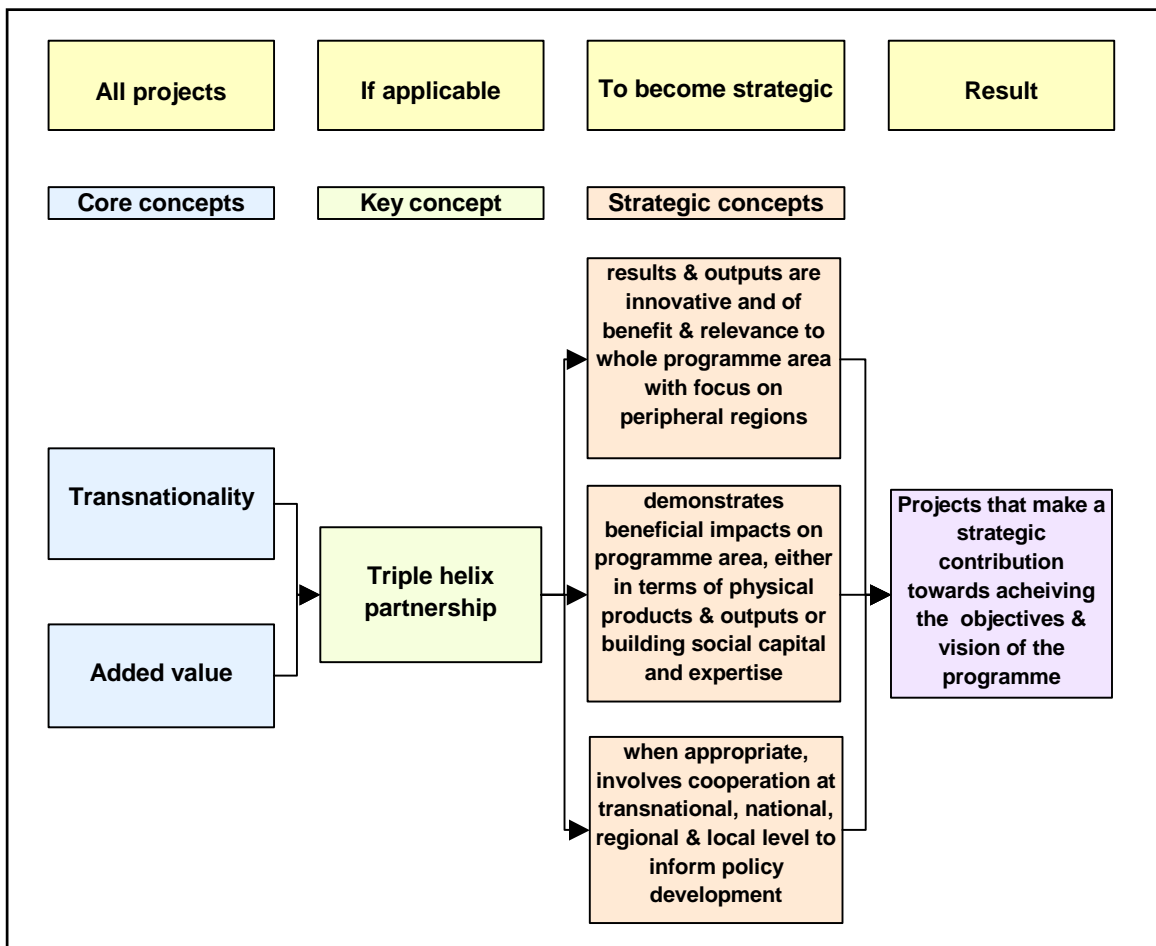 All projects
If applicable
To become strategic
Result
Core concepts
Key concept
Strategic concepts
results & outputs are
innovative and of
benefit & relevance to
whole programme area
with focus on
peripheral regions
Transnationality
Added value
Triple helix
partnership
demonstrates
beneficial impacts on
programme area, either
in terms of physical
products & outputs or
building social capital
and expertise
when appropriate,
involves cooperation at
transnational, national,
regional & local level to
inform policy
development
Projects that make a
strategic
contribution
towards acheiving
the objectives &
vision of the
programme